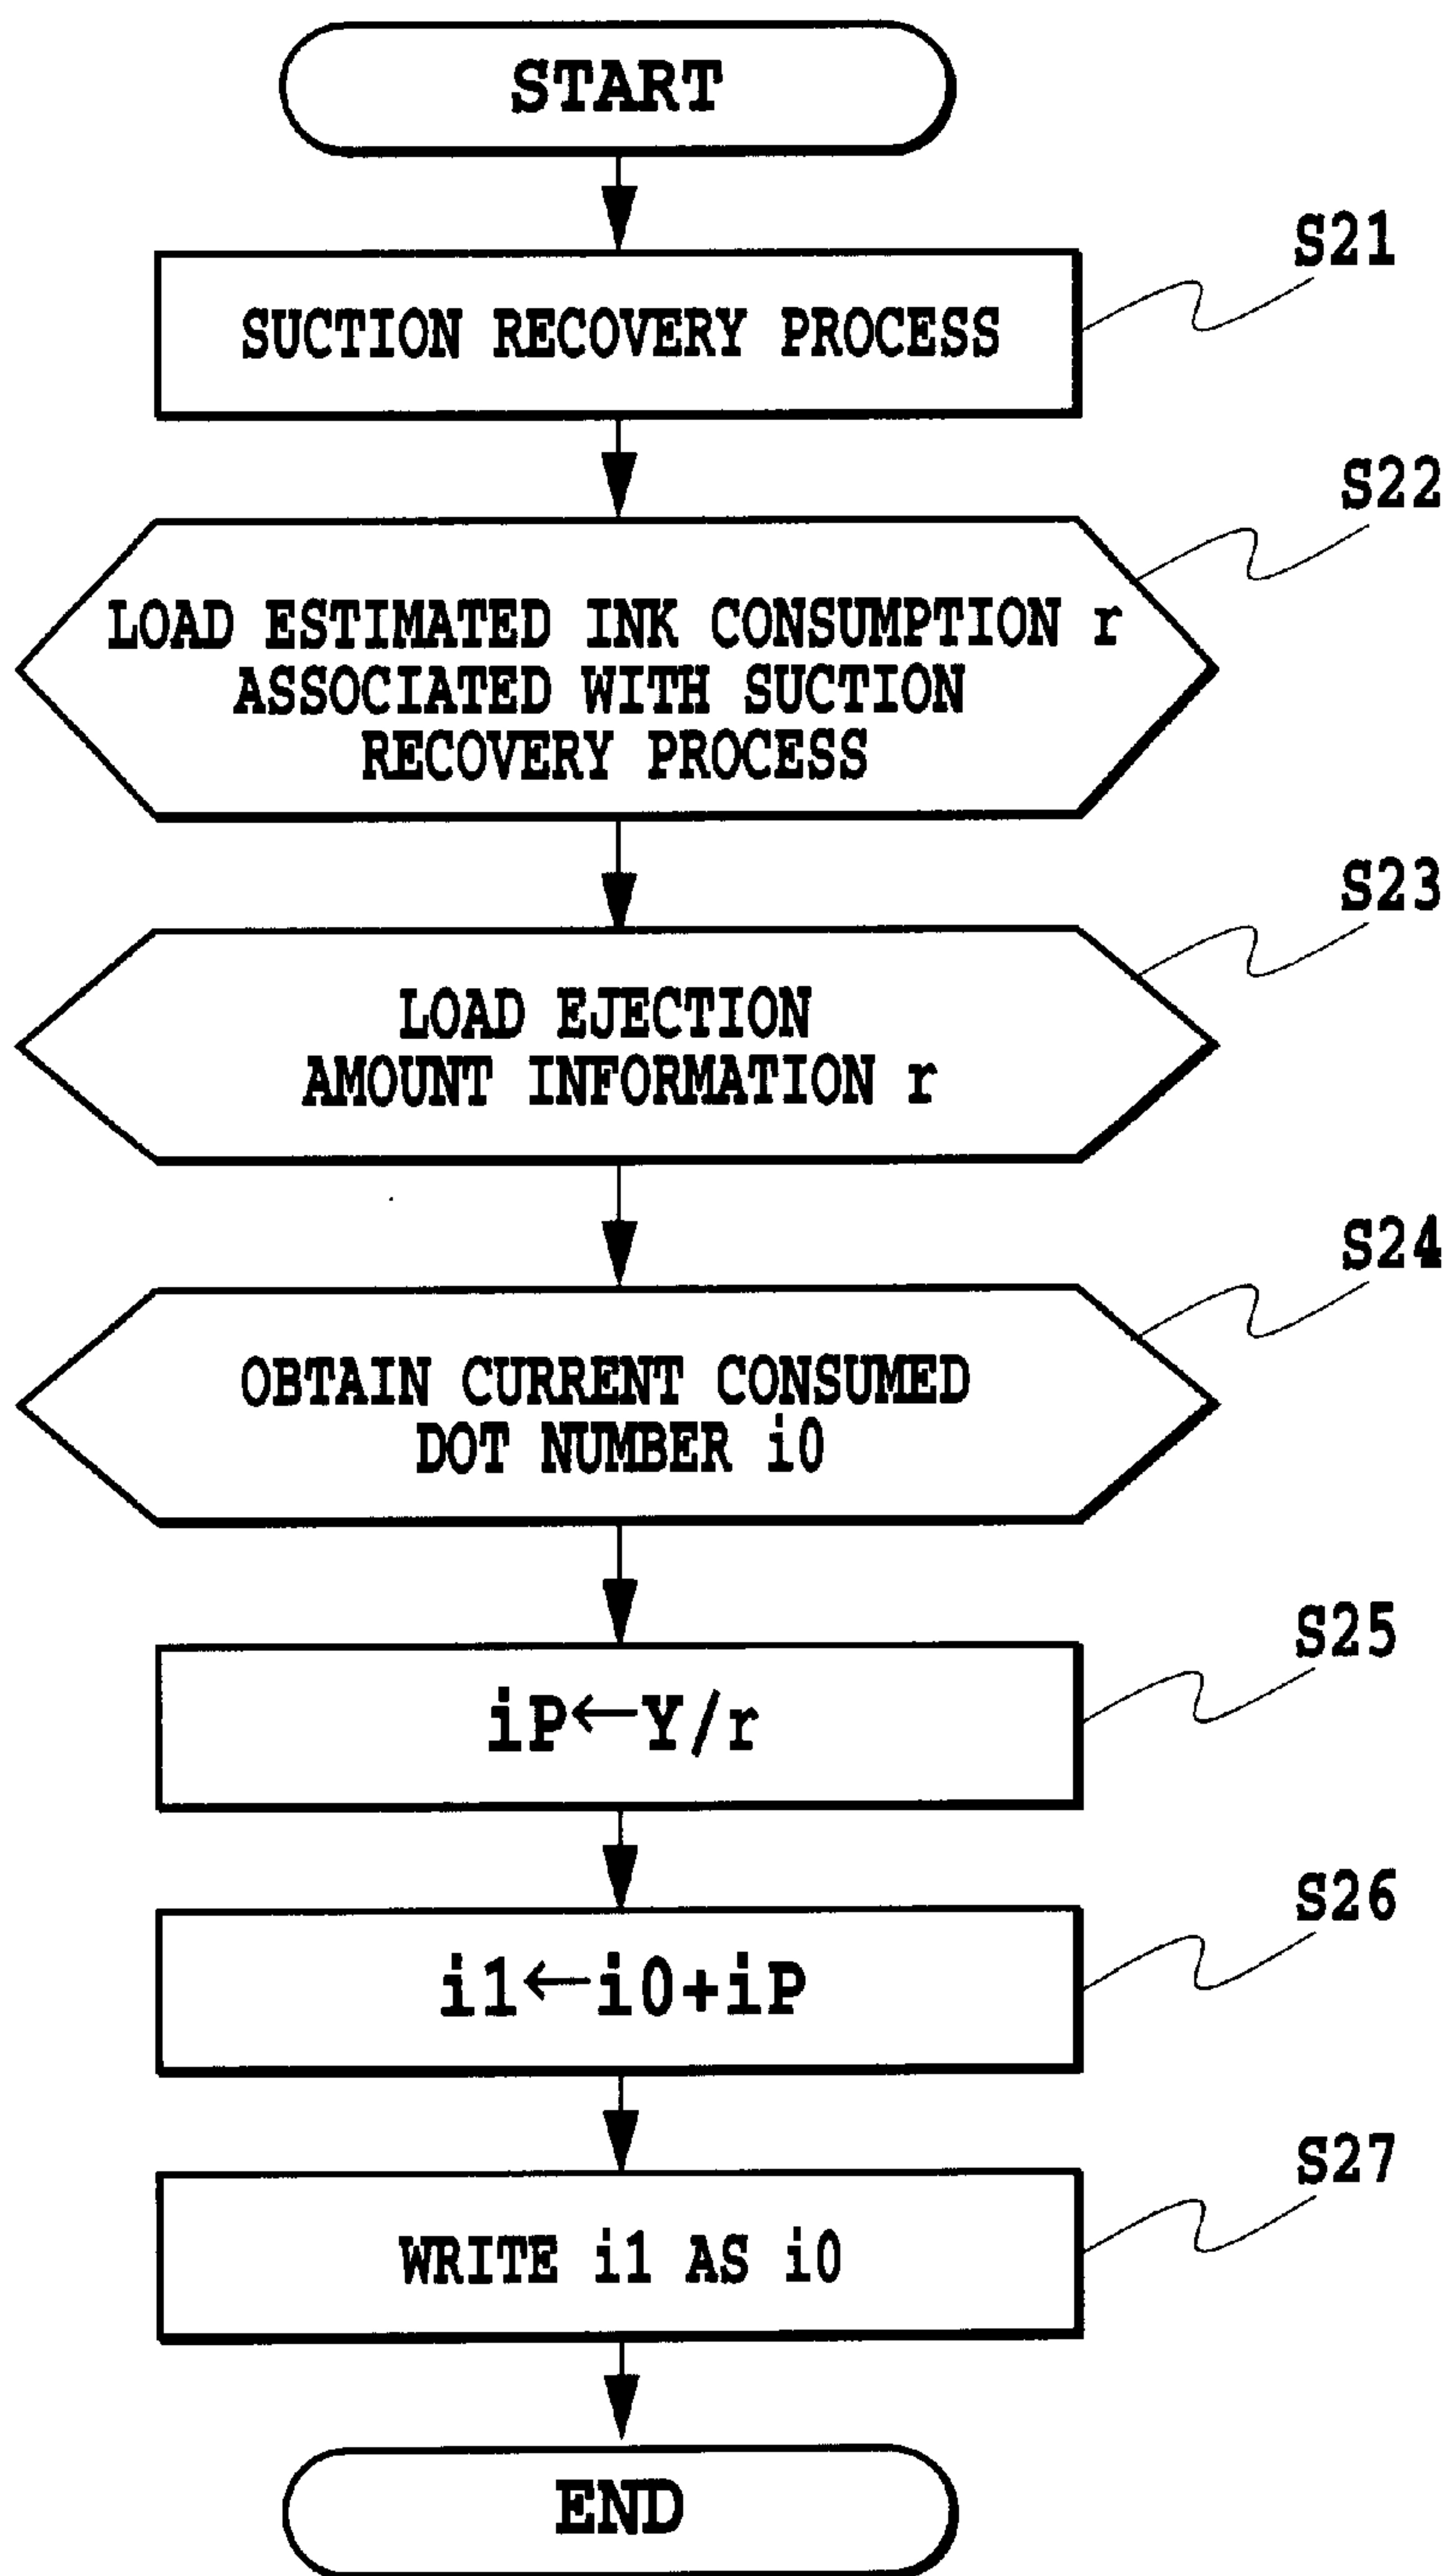 START
S21
SUCTION RECOVERY PROCESS
S22
LOAD ESTIMATED INK CONSUMPTION r
ASSOCIATED WITH SUCTION
RECOVERY PROCESS
S23
LOAD EJECTION
AMOUNT INFORMATION r
S24
OBTAIN CURRENT CONSUMED
DOT NUMBER i0
S25
iP←Y/r
S26
i1←i0+iP
S27
WRITE i1 AS i0
END